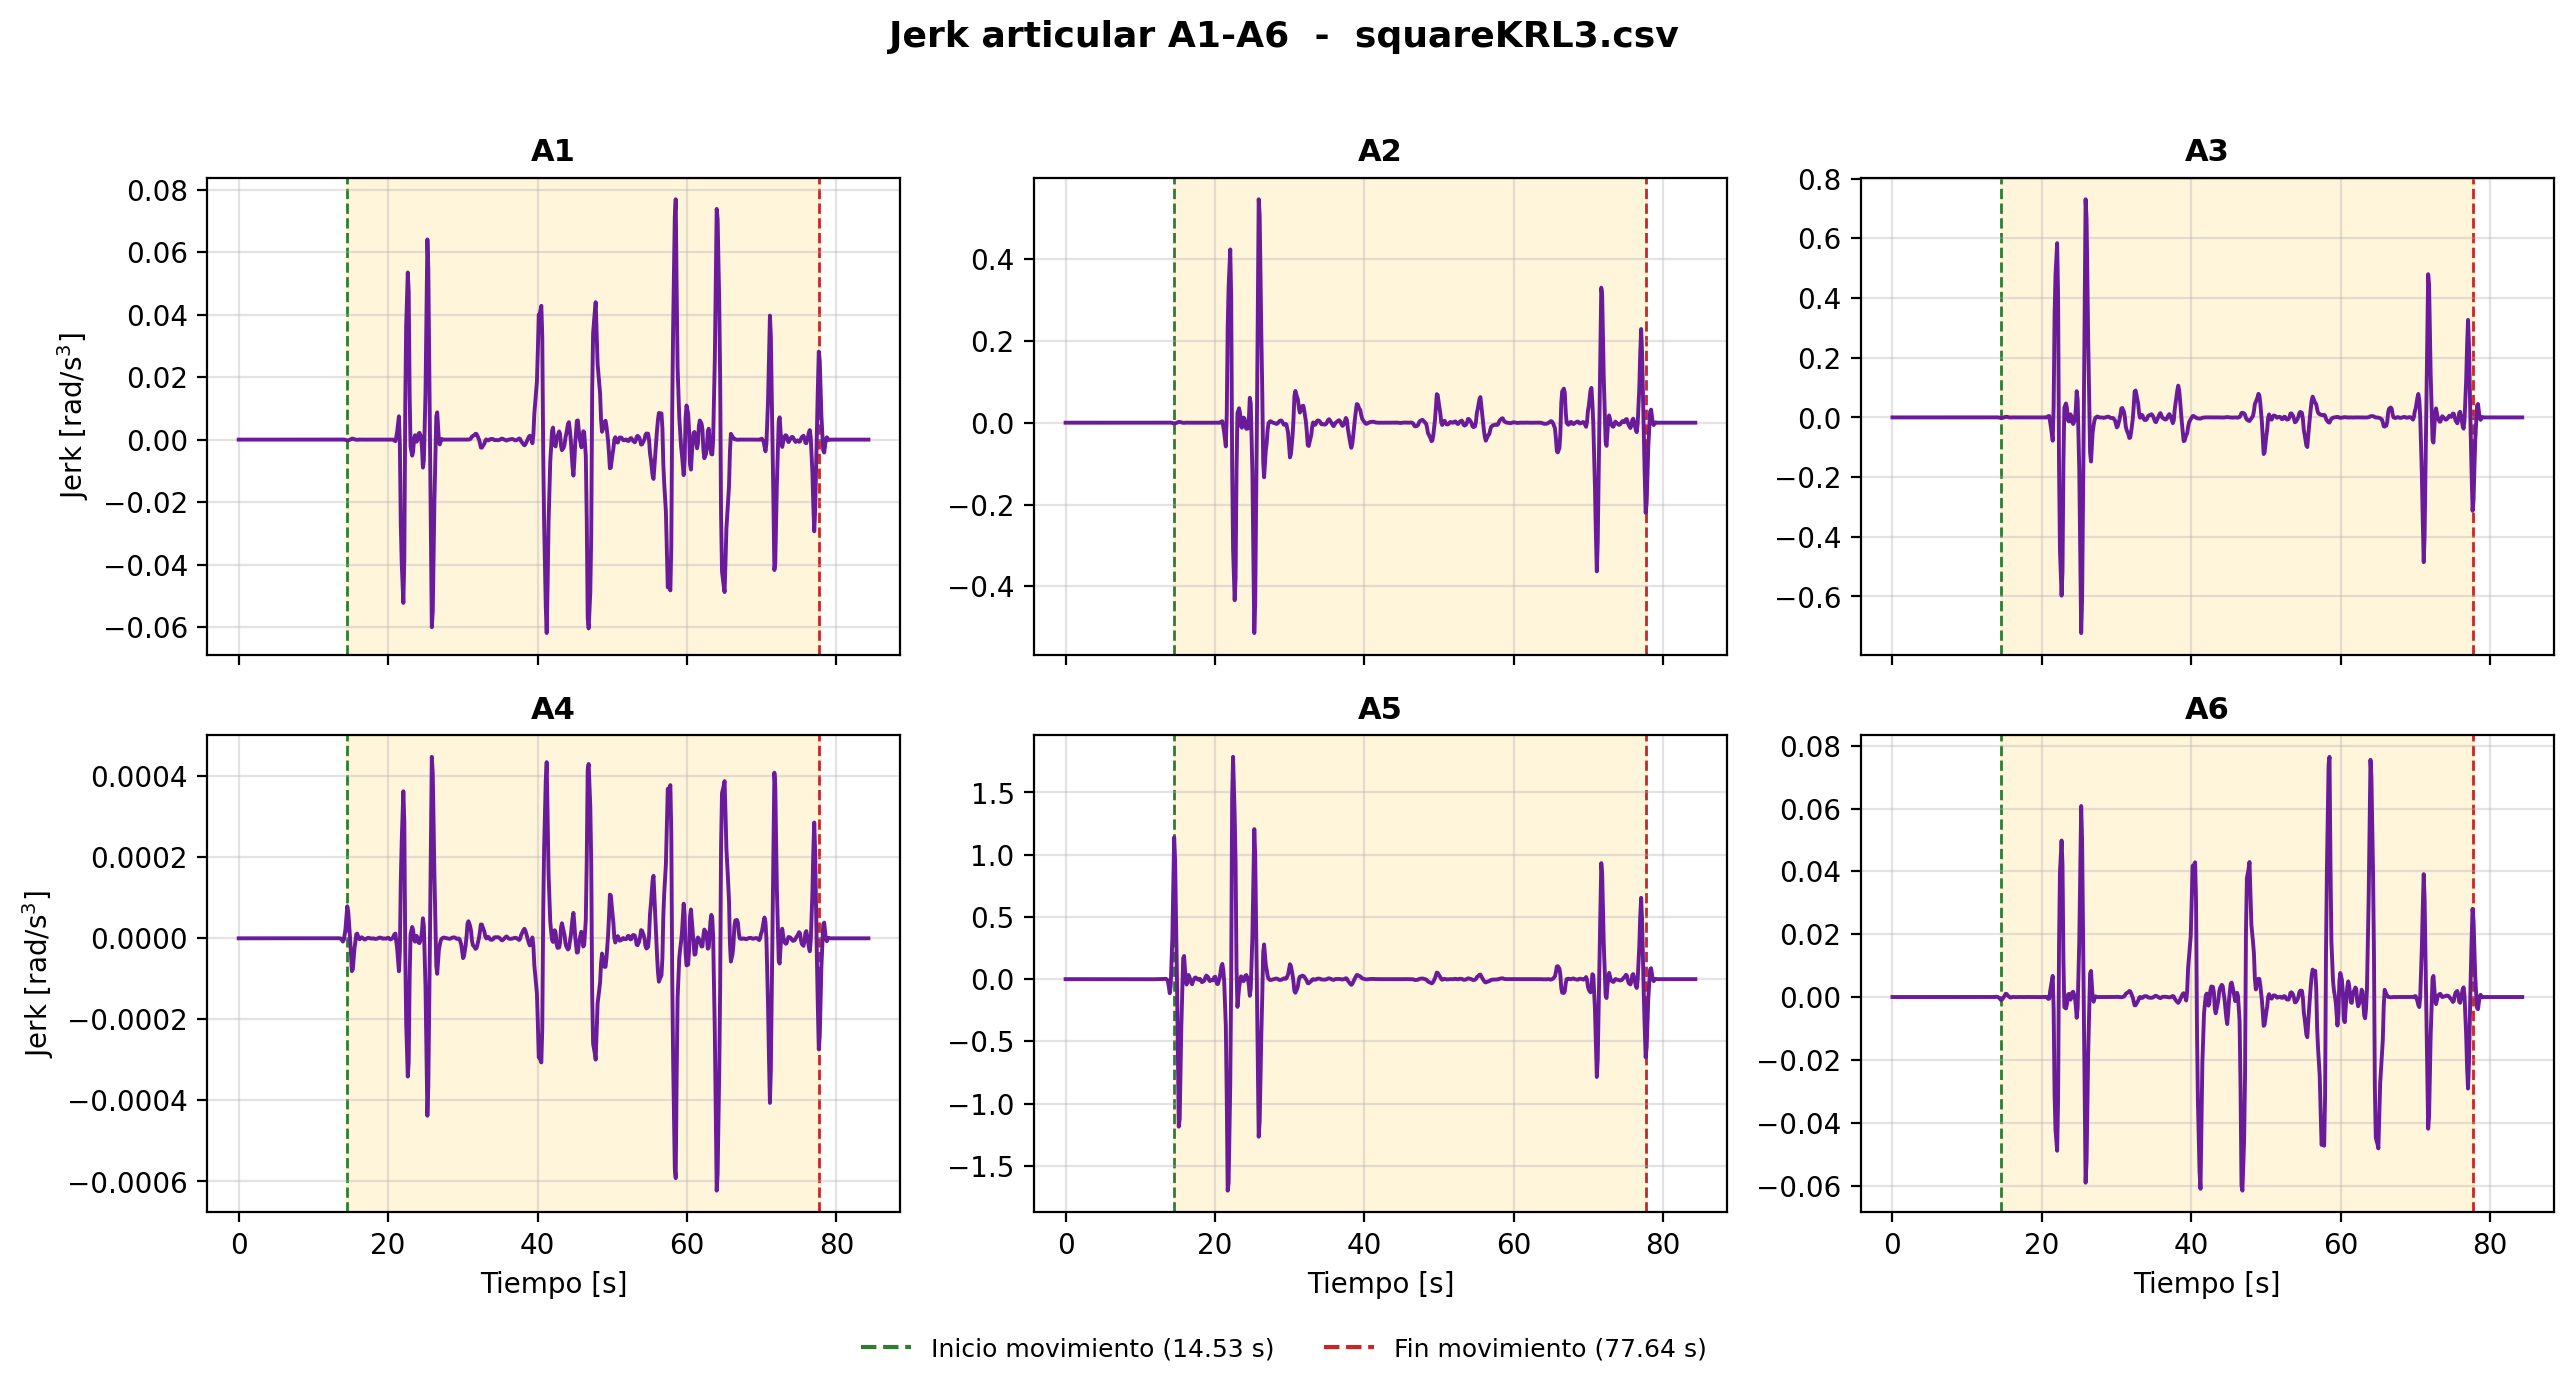 Jerk articular A1-A6  -  squareKRL3.csv
A1
A2
A3
Jerk [rad/s³]
0.08
0.06
0.04
0.02
0.00
−0.02
−0.04
−0.06
0.4
0.2
0.0
−0.2
−0.4
0.8
0.6
0.4
0.2
0.0
−0.2
−0.4
−0.6
A4
A5
A6
Jerk [rad/s³]
0.0004
0.0002
0.0000
−0.0002
−0.0004
−0.0006
1.5
1.0
0.5
0.0
−0.5
−1.0
−1.5
0.08
0.06
0.04
0.02
0.00
−0.02
−0.04
−0.06
0 20 40 60 80
0 20 40 60 80
0 20 40 60 80
Tiempo [s]
Tiempo [s]
Tiempo [s]
Inicio movimiento (14.53 s)
Fin movimiento (77.64 s)